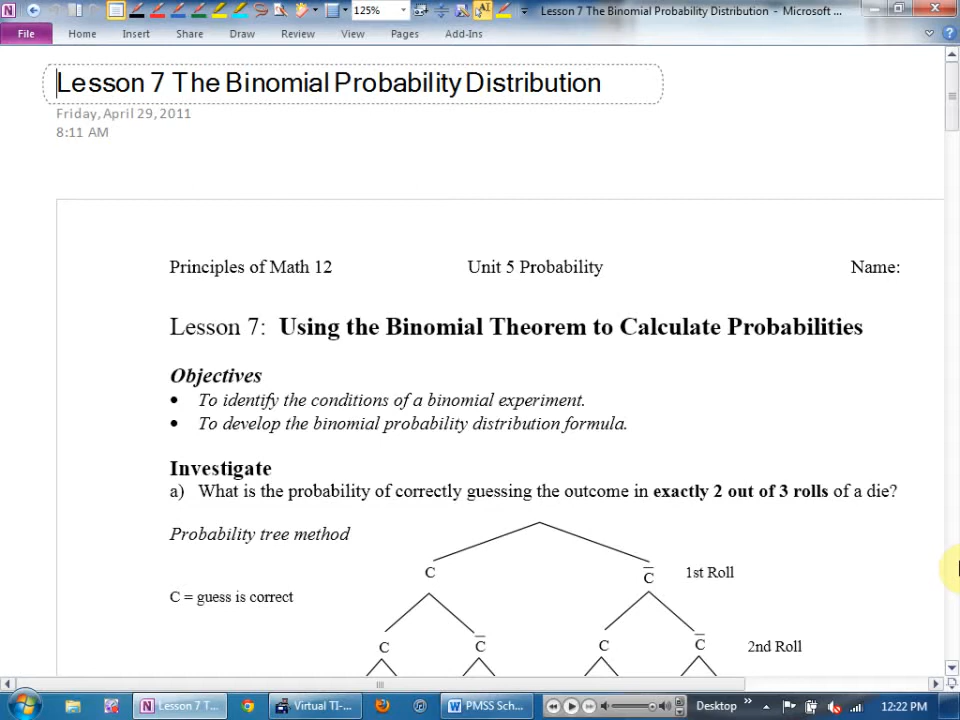 125%
Lesson 7 The Binomial Probability Distribution - Microsoft ...
File Home Insert Share Draw Review View Pages Add-Ins
Lesson 7 The Binomial Probability Distribution
Friday, April 29, 2011
8:11 AM
Principles of Math 12 Unit 5 Probability Name:
Lesson 7: Using the Binomial Theorem to Calculate Probabilities
Objectives
• To identify the conditions of a binomial experiment.
• To develop the binomial probability distribution formula.
Investigate
a) What is the probability of correctly guessing the outcome in exactly 2 out of 3 rolls of a die?
Probability tree method
C C̅ 1st Roll
C = guess is correct
C C̅ C C̅ 2nd Roll
Lesson 7 T... Virtual TI-... PMSS Sch... Desktop 12:22 PM